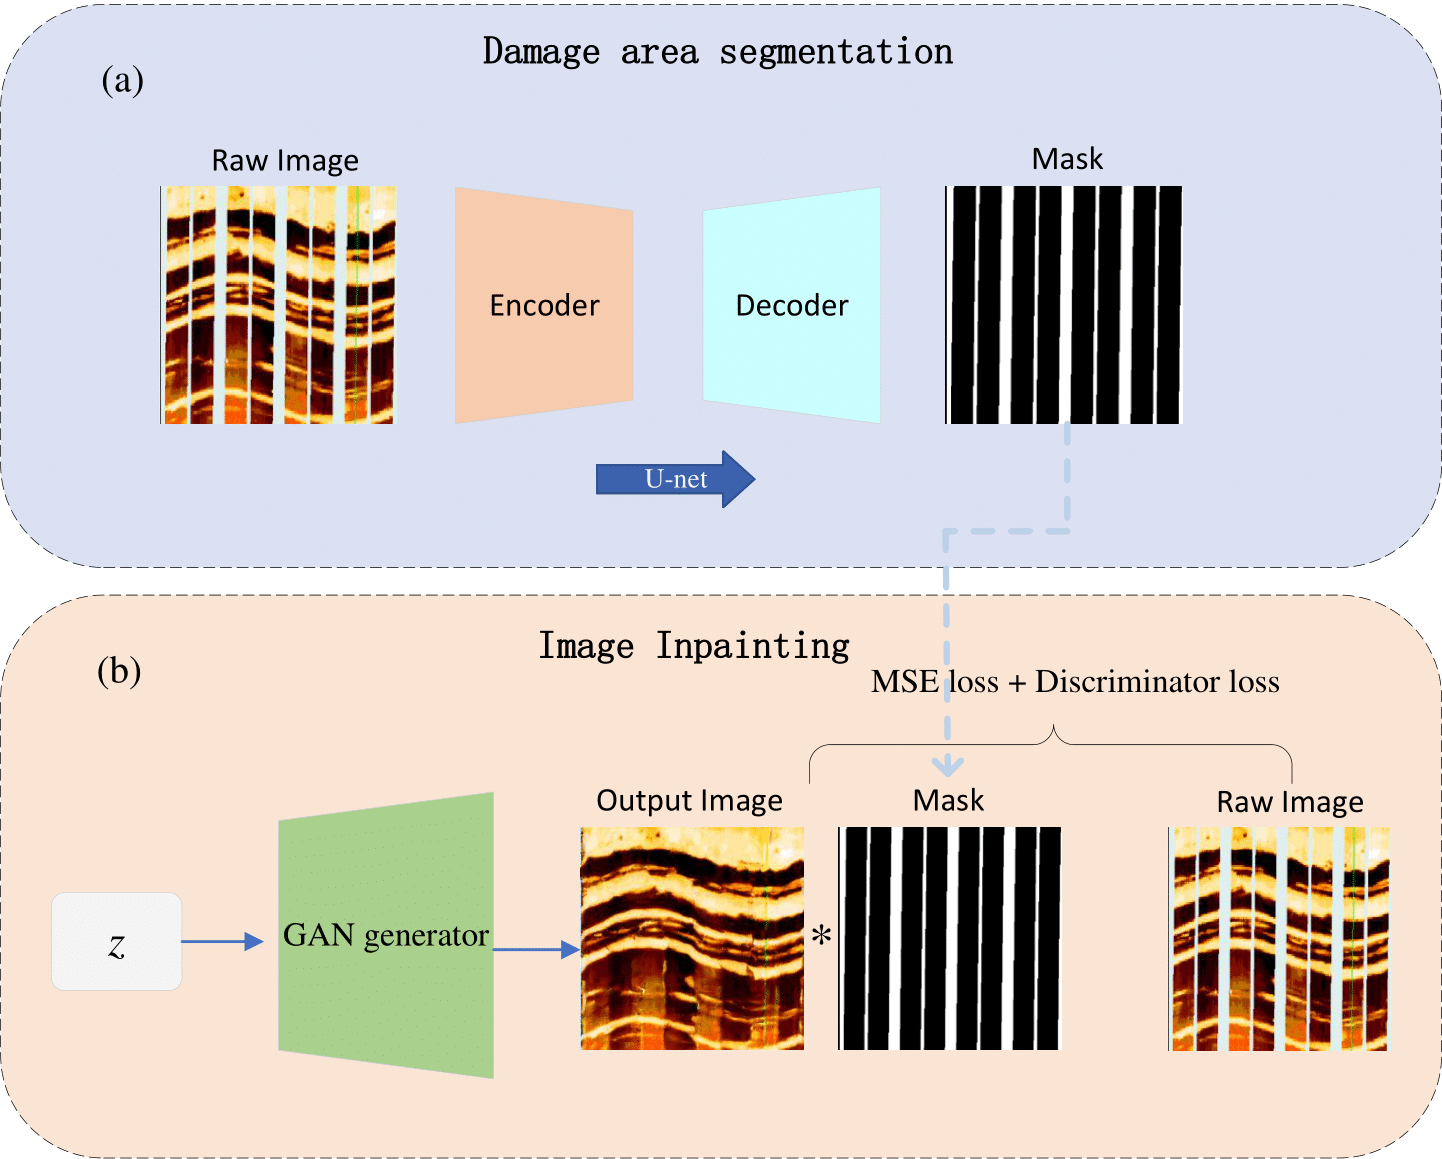 Damage area segmentation
(a)
Raw Image
Mask
Encoder
Decoder
U-net
Image Inpainting
(b)
MSE loss + Discriminator loss
Output Image
Mask
Raw Image
z
GAN generator
*